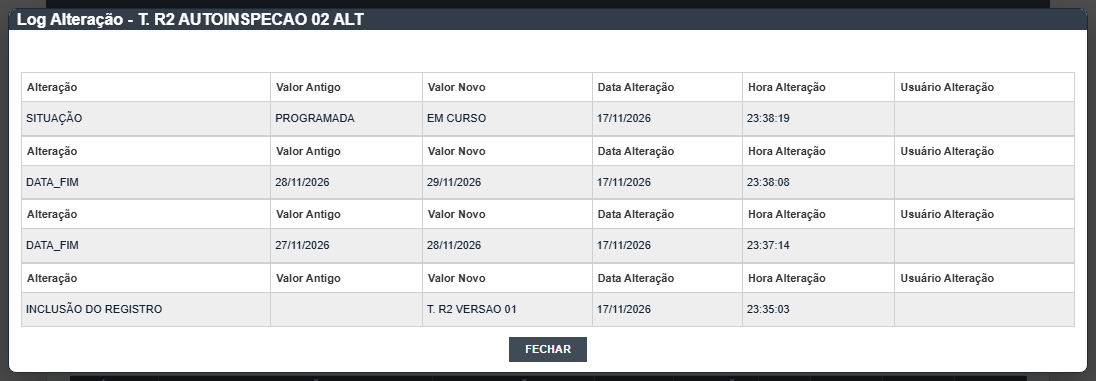 Log Alteração - T. R2 AUTOINSPECAO 02 ALT
Alteração Valor Antigo Valor Novo Data Alteração Hora Alteração Usuário Alteração
SITUAÇÃO PROGRAMADA EM CURSO 17/11/2026 23:38:19
Alteração Valor Antigo Valor Novo Data Alteração Hora Alteração Usuário Alteração
DATA_FIM 28/11/2026 29/11/2026 17/11/2026 23:38:08
Alteração Valor Antigo Valor Novo Data Alteração Hora Alteração Usuário Alteração
DATA_FIM 27/11/2026 28/11/2026 17/11/2026 23:37:14
Alteração Valor Antigo Valor Novo Data Alteração Hora Alteração Usuário Alteração
INCLUSÃO DO REGISTRO T. R2 VERSAO 01 17/11/2026 23:35:03
FECHAR